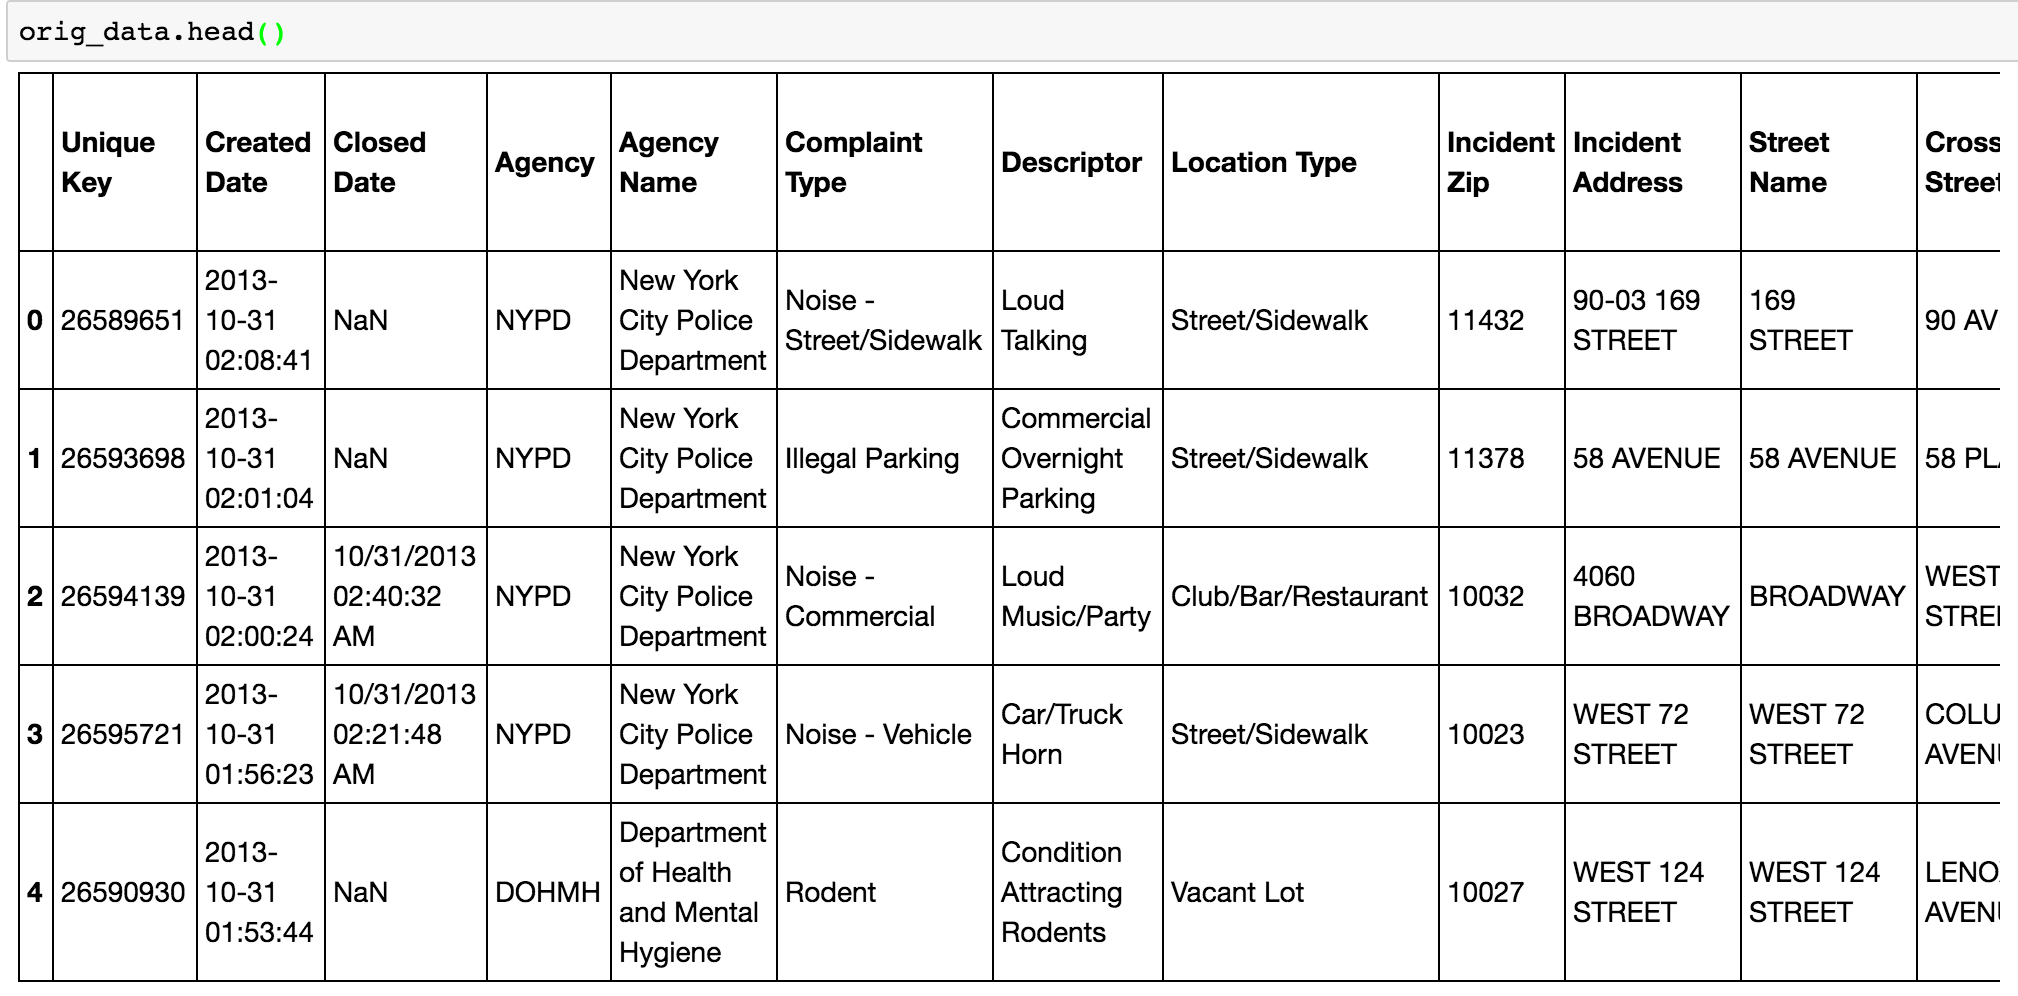 orig_data.head()
Unique Key Created Date Closed Date Agency Agency Name Complaint Type Descriptor Location Type Incident Zip Incident Address Street Name Cross Street
0 26589651 2013-10-31 02:08:41 NaN NYPD New York City Police Department Noise - Street/Sidewalk Loud Talking Street/Sidewalk 11432 90-03 169 STREET 169 STREET 90 AV
1 26593698 2013-10-31 02:01:04 NaN NYPD New York City Police Department Illegal Parking Commercial Overnight Parking Street/Sidewalk 11378 58 AVENUE 58 AVENUE 58
2 26594139 2013-10-31 02:00:24 10/31/2013 02:40:32 AM NYPD New York City Police Department Noise - Commercial Loud Music/Party Club/Bar/Restaurant 10032 4060 BROADWAY BROADWAY WEST
3 26595721 2013-10-31 01:56:23 10/31/2013 02:21:48 AM NYPD New York City Police Department Noise - Vehicle Car/Truck Horn Street/Sidewalk 10023 WEST 72 STREET WEST 72 STREET
4 26590930 2013-10-31 01:53:44 NaN DOHMH Department of Health and Mental Hygiene Rodent Condition Attracting Rodents Vacant Lot 10027 WEST 124 STREET WEST 124 STREET